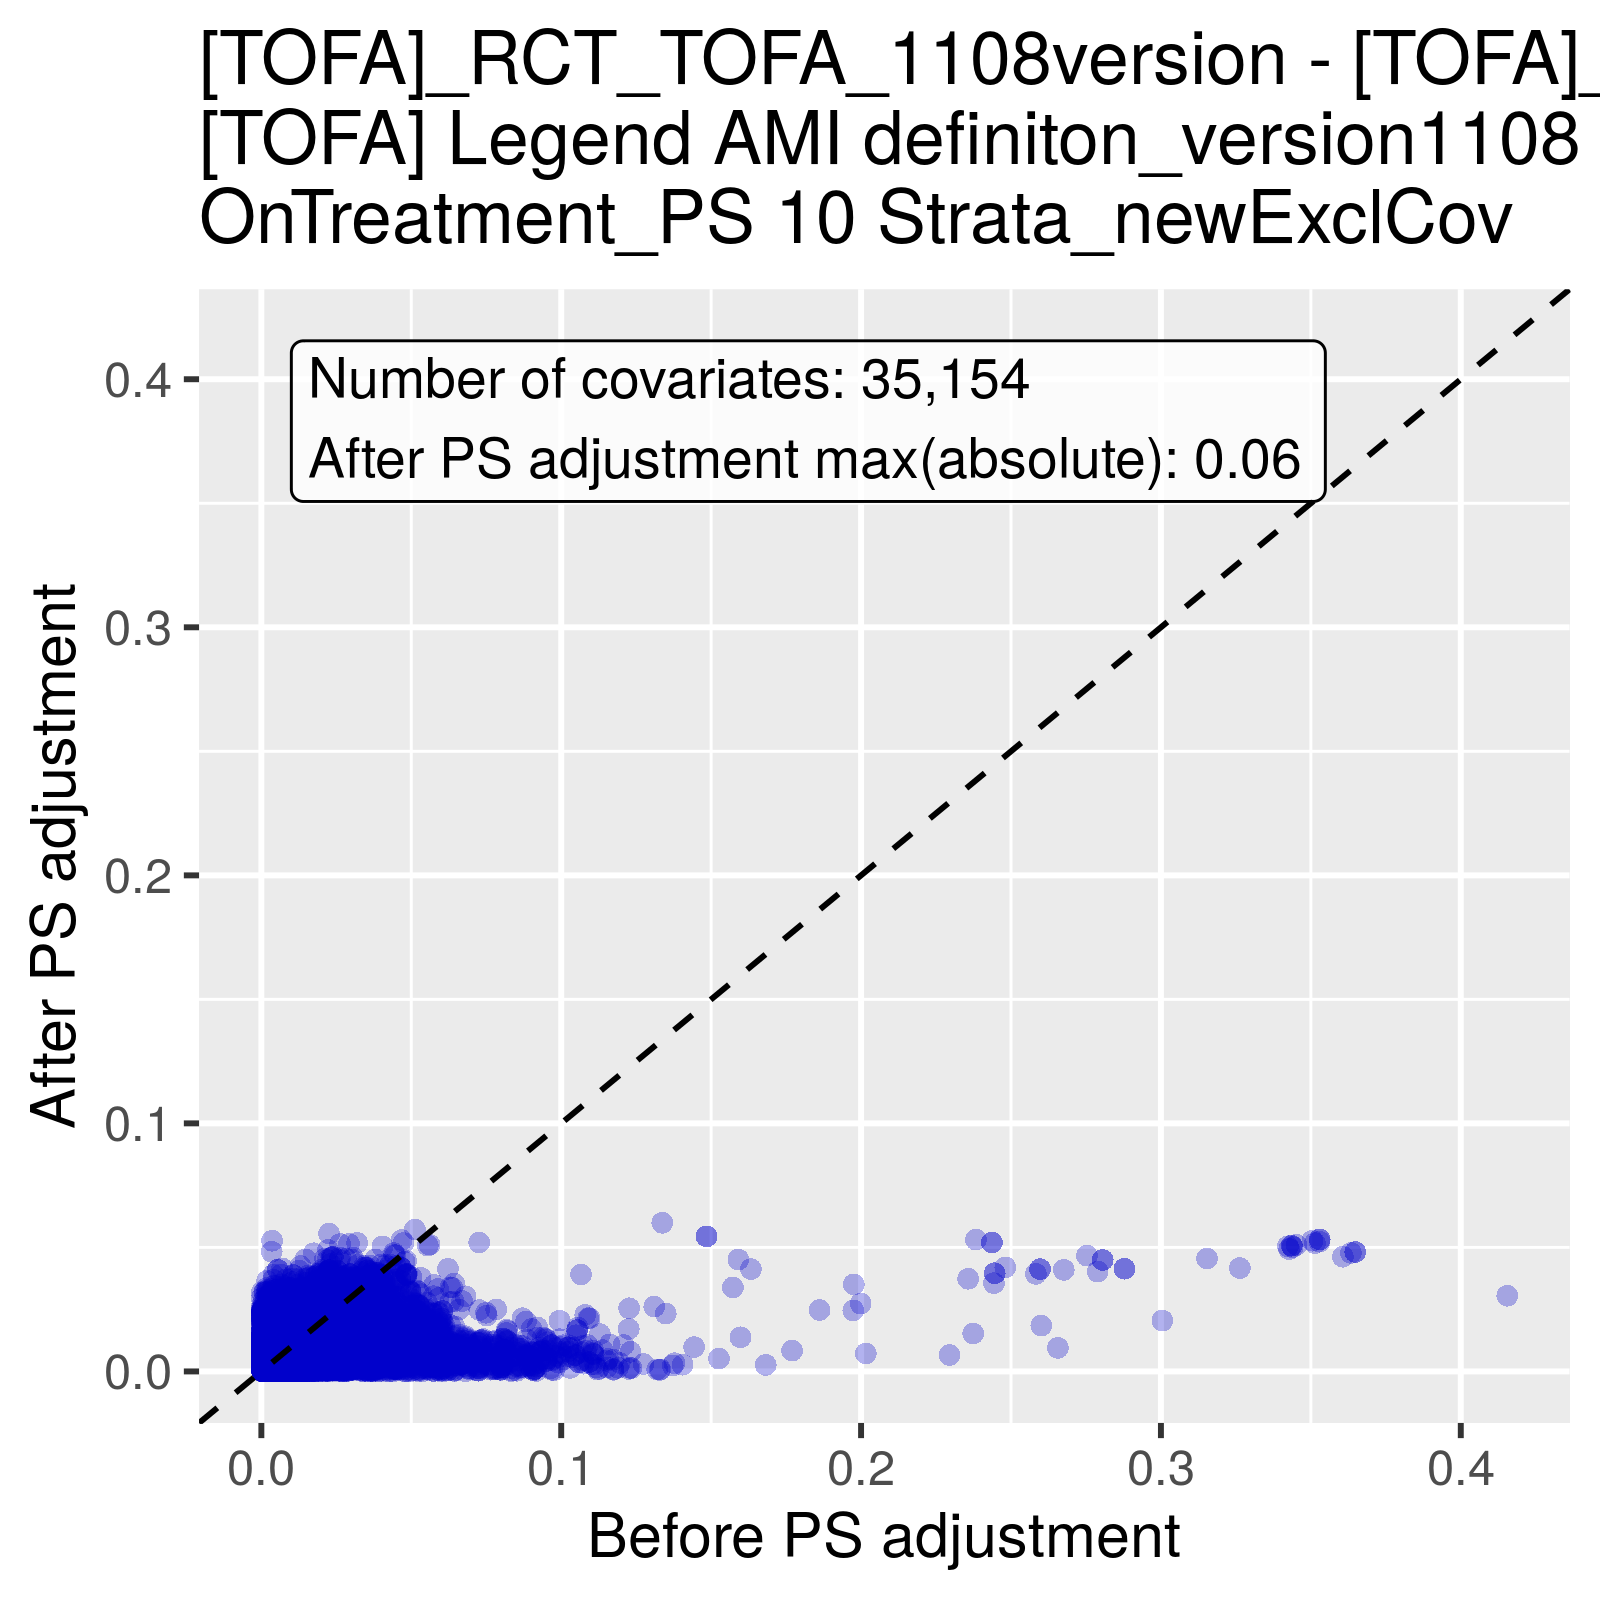 [TOFA]_RCT_TOFA_1108version - [TOFA]_
[TOFA] Legend AMI definiton_version1108
OnTreatment_PS 10 Strata_newExclCov
Number of covariates: 35,154
After PS adjustment max(absolute): 0.06
After PS adjustment
0.4
0.3
0.2
0.1
0.0
0.0 0.1 0.2 0.3 0.4
Before PS adjustment